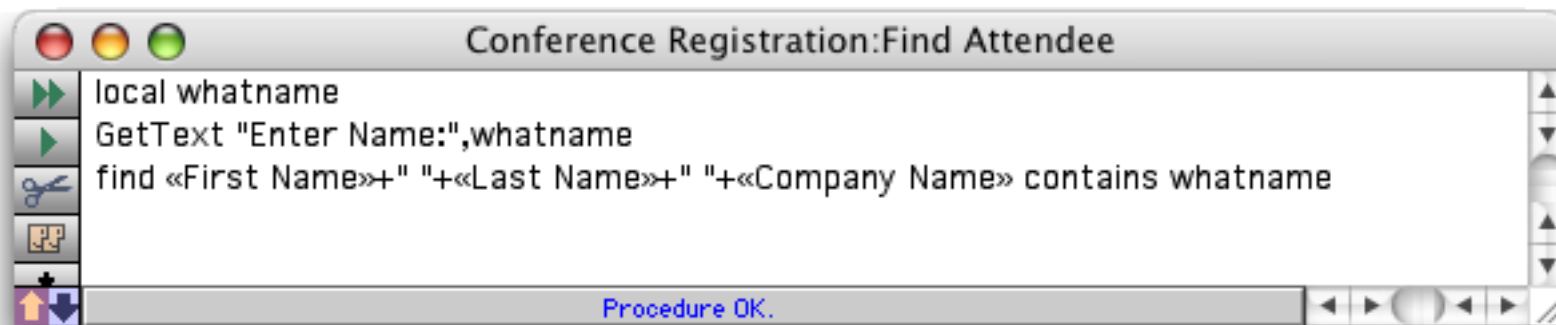 Conference Registration:Find Attendee
local whatname
GetText "Enter Name:",whatname
find «First Name»+" "+«Last Name»+" "+«Company Name» contains whatname
Procedure OK.